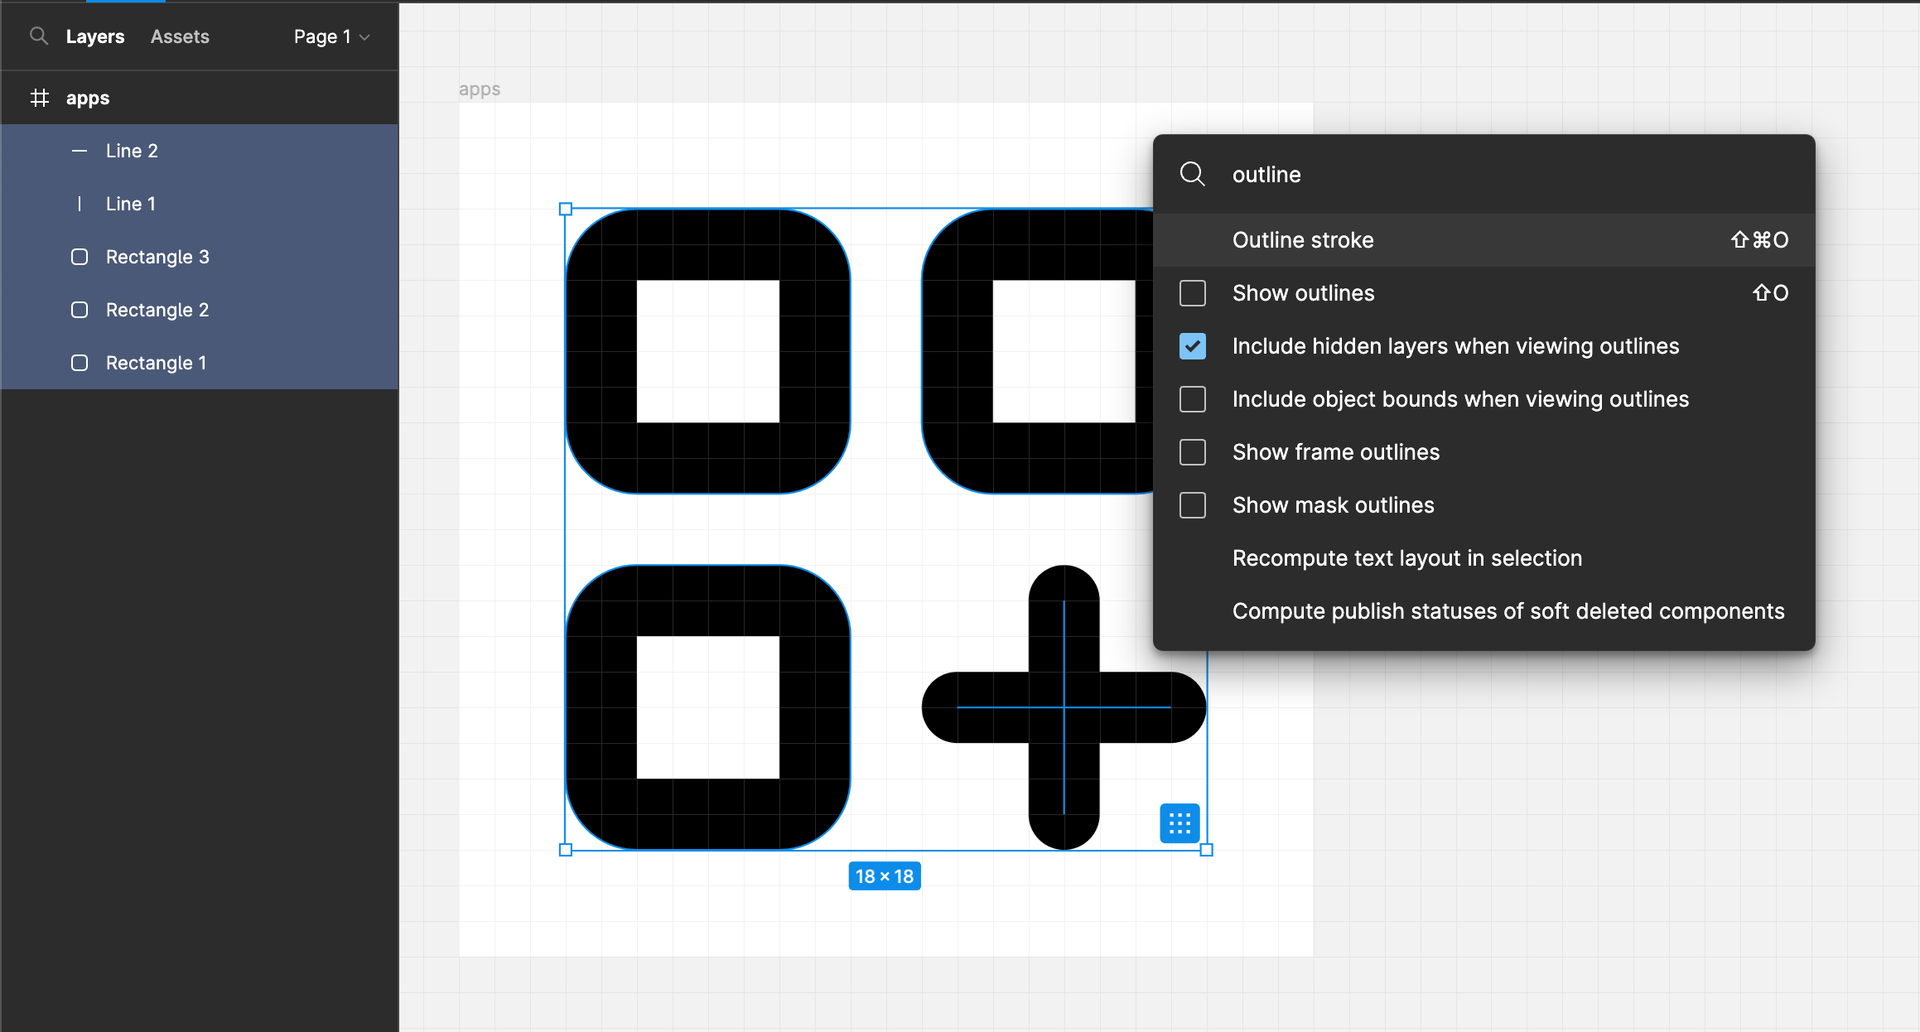 Layers Assets Page 1
apps
Line 2
Line 1
Rectangle 3
Rectangle 2
Rectangle 1
apps
18 × 18
outline
Outline stroke ⇧⌘O
Show outlines ⇧O
Include hidden layers when viewing outlines
Include object bounds when viewing outlines
Show frame outlines
Show mask outlines
Recompute text layout in selection
Compute publish statuses of soft deleted components